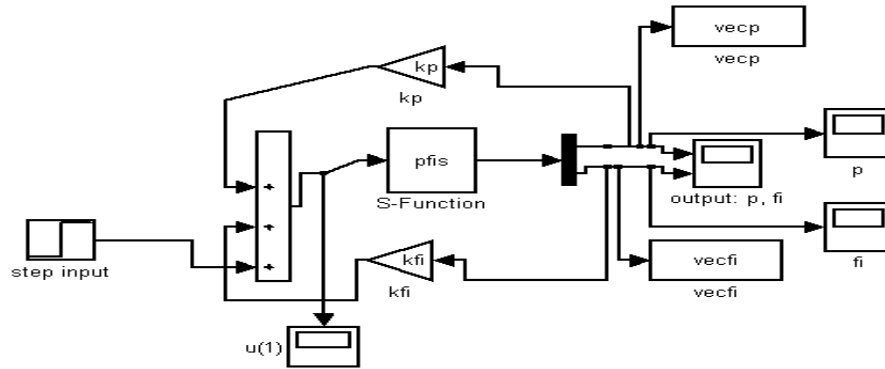 vecp
vecp
kp
kp
p
pfis
S-Function
output: p, fi
+
+
+
step input
kfi
kfi
vecfi
vecfi
fi
u(1)